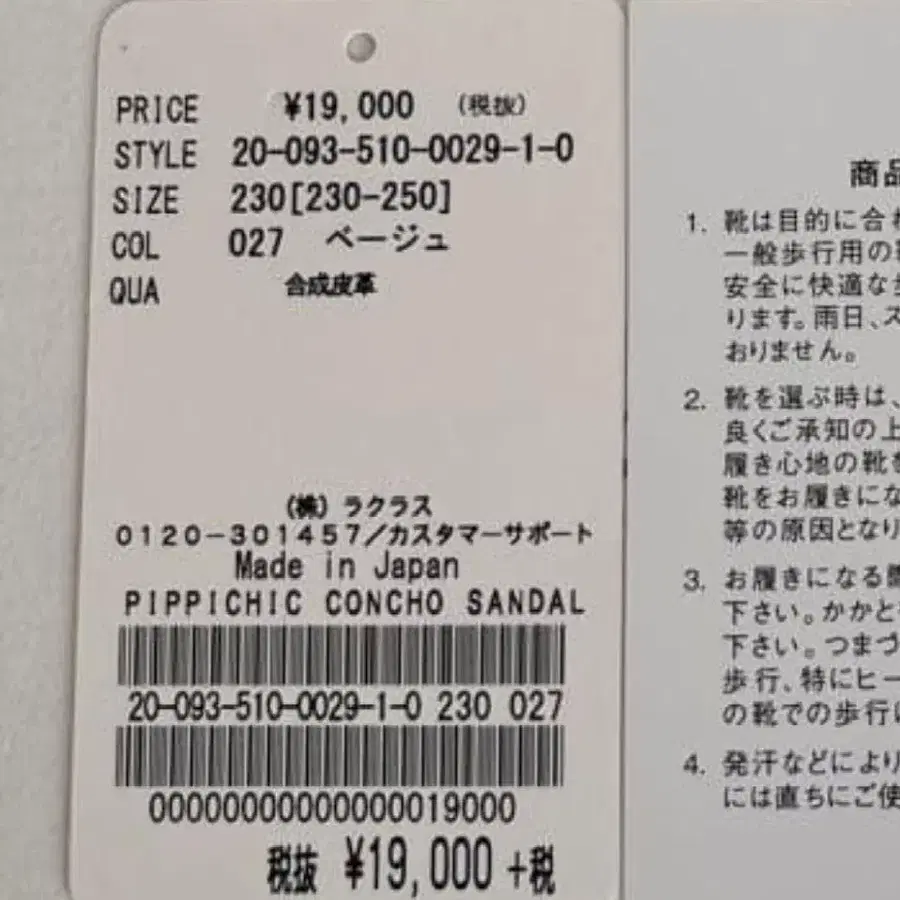 PRICE ¥19,000 (税抜)
STYLE 20-093-510-0029-1-0
SIZE 230[230-250]
COL 027 ベージュ
QUA 合成皮革
(株) ラクラス
0120-301457/カスタマーサポート
Made in Japan
PIPPICHIC CONCHO SANDAL
20-093-510-0029-1-0 230 027
00000000000000019000
税抜 ¥19,000 +税
商品
1. 靴は目的に合
一般歩行用の
安全に快適な
ります。雨日、ス
おりません。
2. 靴を選ぶ時は、
良くご承知の上
履き心地の靴を
靴をお履きにな
等の原因となり
3. お履きになる
下さい。かかと
下さい。つまづ
歩行、特にヒー
の靴での歩行
4. 発汗などにより
には直ちにご使